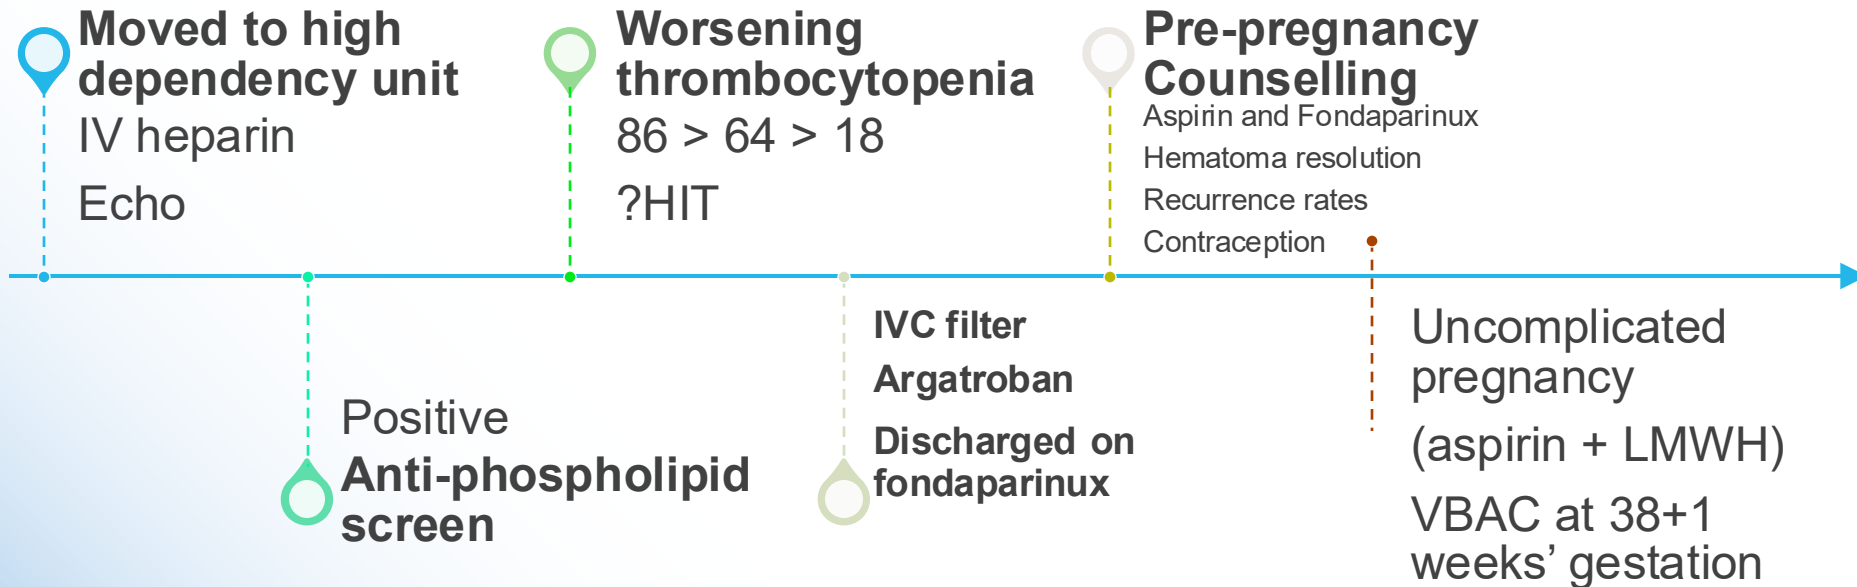 Moved to high
dependency unit
IV heparin
Echo
Positive
Anti-phospholipid
screen
Worsening
thrombocytopenia
86 > 64 > 18
?HIT
IVC filter
Argatroban
Discharged on
fondaparinux
Pre-pregnancy
Counselling
Aspirin and Fondaparinux
Hematoma resolution
Recurrence rates
Contraception
Uncomplicated
pregnancy
(aspirin + LMWH)
VBAC at 38+1
weeks’ gestation